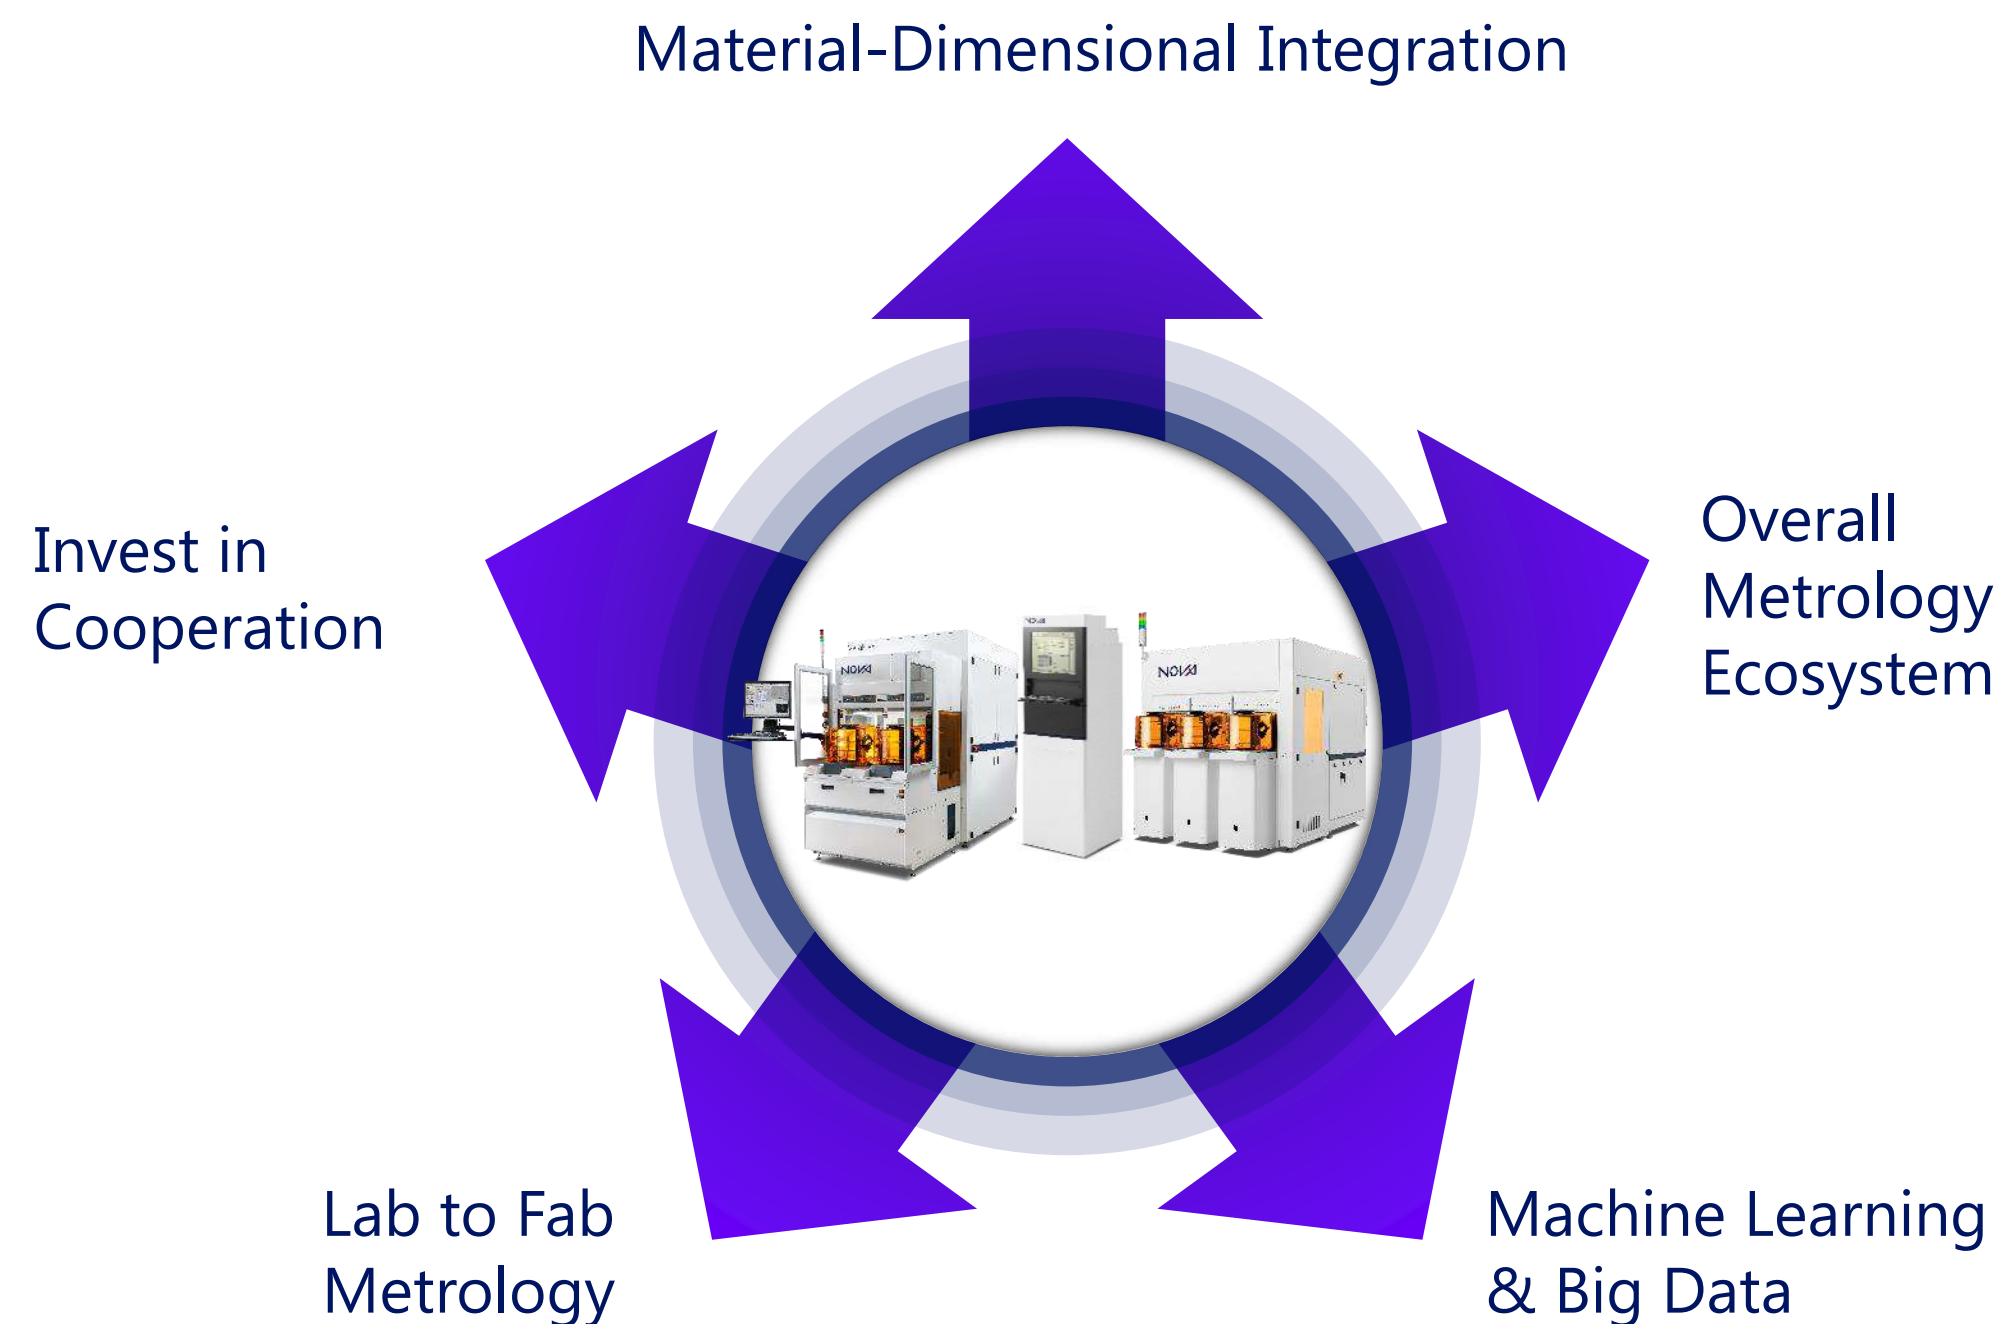 Material-Dimensional Integration
Overall
Metrology
Ecosystem
Invest in
Cooperation
NOVA
NOVA
NOVA
Lab to Fab
Metrology
Machine Learning
& Big Data